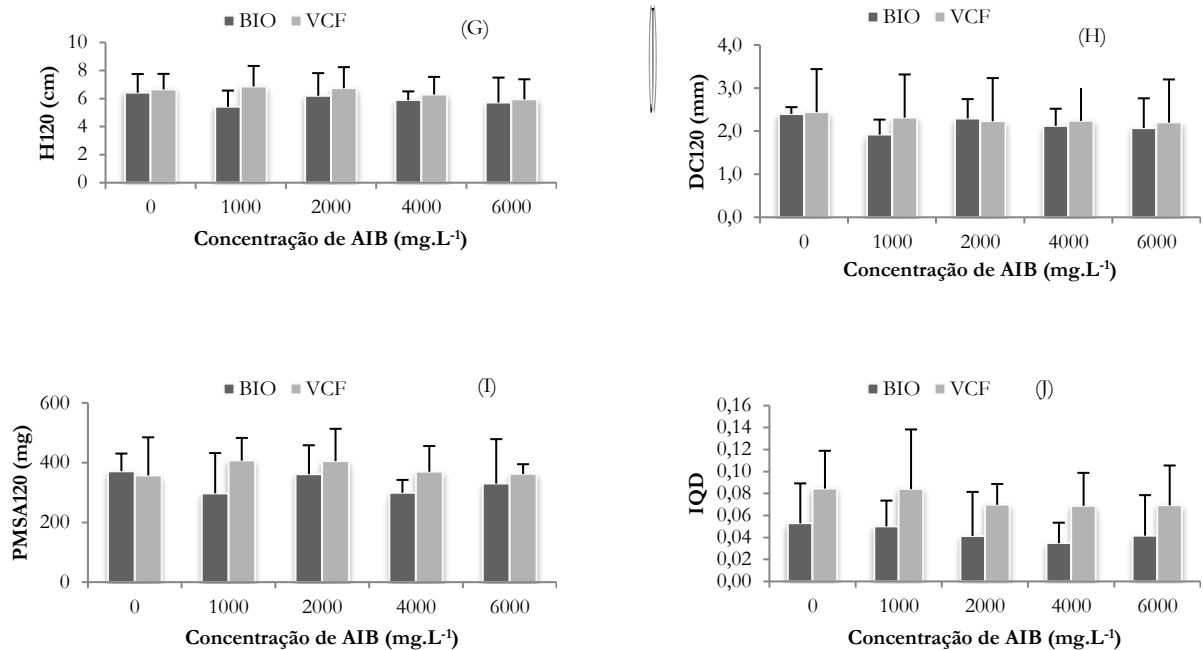 BIO VCF
(G)
10
8
6
4
2
0
H120 (cm)
0 1000 2000 4000 6000
Concentração de AIB (mg.L⁻¹)
BIO VCF
(H)
4,0
3,0
2,0
1,0
0,0
DC120 (mm)
0 1000 2000 4000 6000
Concentração de AIB (mg.L⁻¹)
BIO VCF
(I)
600
400
200
0
PMSA120 (mg)
0 1000 2000 4000 6000
Concentração de AIB (mg.L⁻¹)
BIO VCF
(J)
0,16
0,14
0,12
0,10
0,08
0,06
0,04
0,02
0,00
IQD
0 1000 2000 4000 6000
Concentração de AIB (mg.L⁻¹)